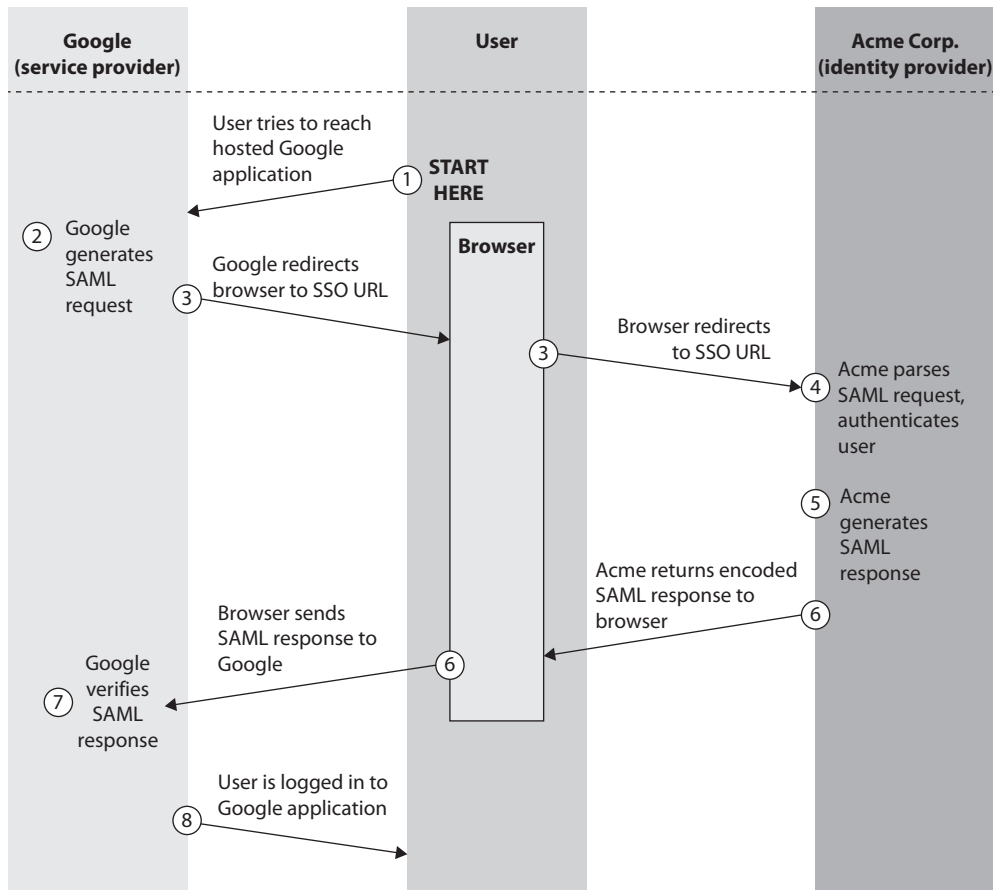 Google
(service provider)
User
Acme Corp.
(identity provider)
User tries to reach
hosted Google
application
1
START
HERE
2
Google
generates
SAML
request
Browser
Google redirects
browser to SSO URL
3
Browser redirects
to SSO URL
3
4
Acme parses
SAML request,
authenticates
user
5
Acme
generates
SAML
response
Acme returns encoded
SAML response to
browser
6
Browser sends
SAML response to
Google
6
7
Google
verifies
SAML
response
User is logged in to
Google application
8